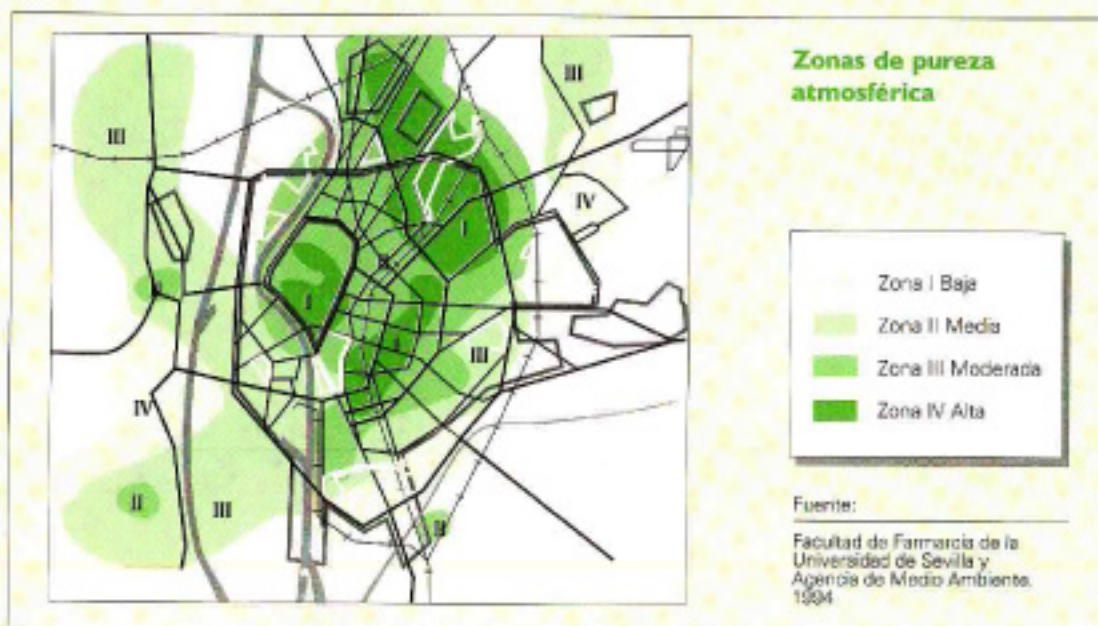 Zonas de pureza
atmosférica
III
III
IV
I
I
I
III
IV
II
III
II
Zona I Baja
Zona II Media
Zona III Moderada
Zona IV Alta
Fuente:
Facultad de Farmarcia de la
Universidad de Sevilla y
Agencia de Medio Ambiente.
1994